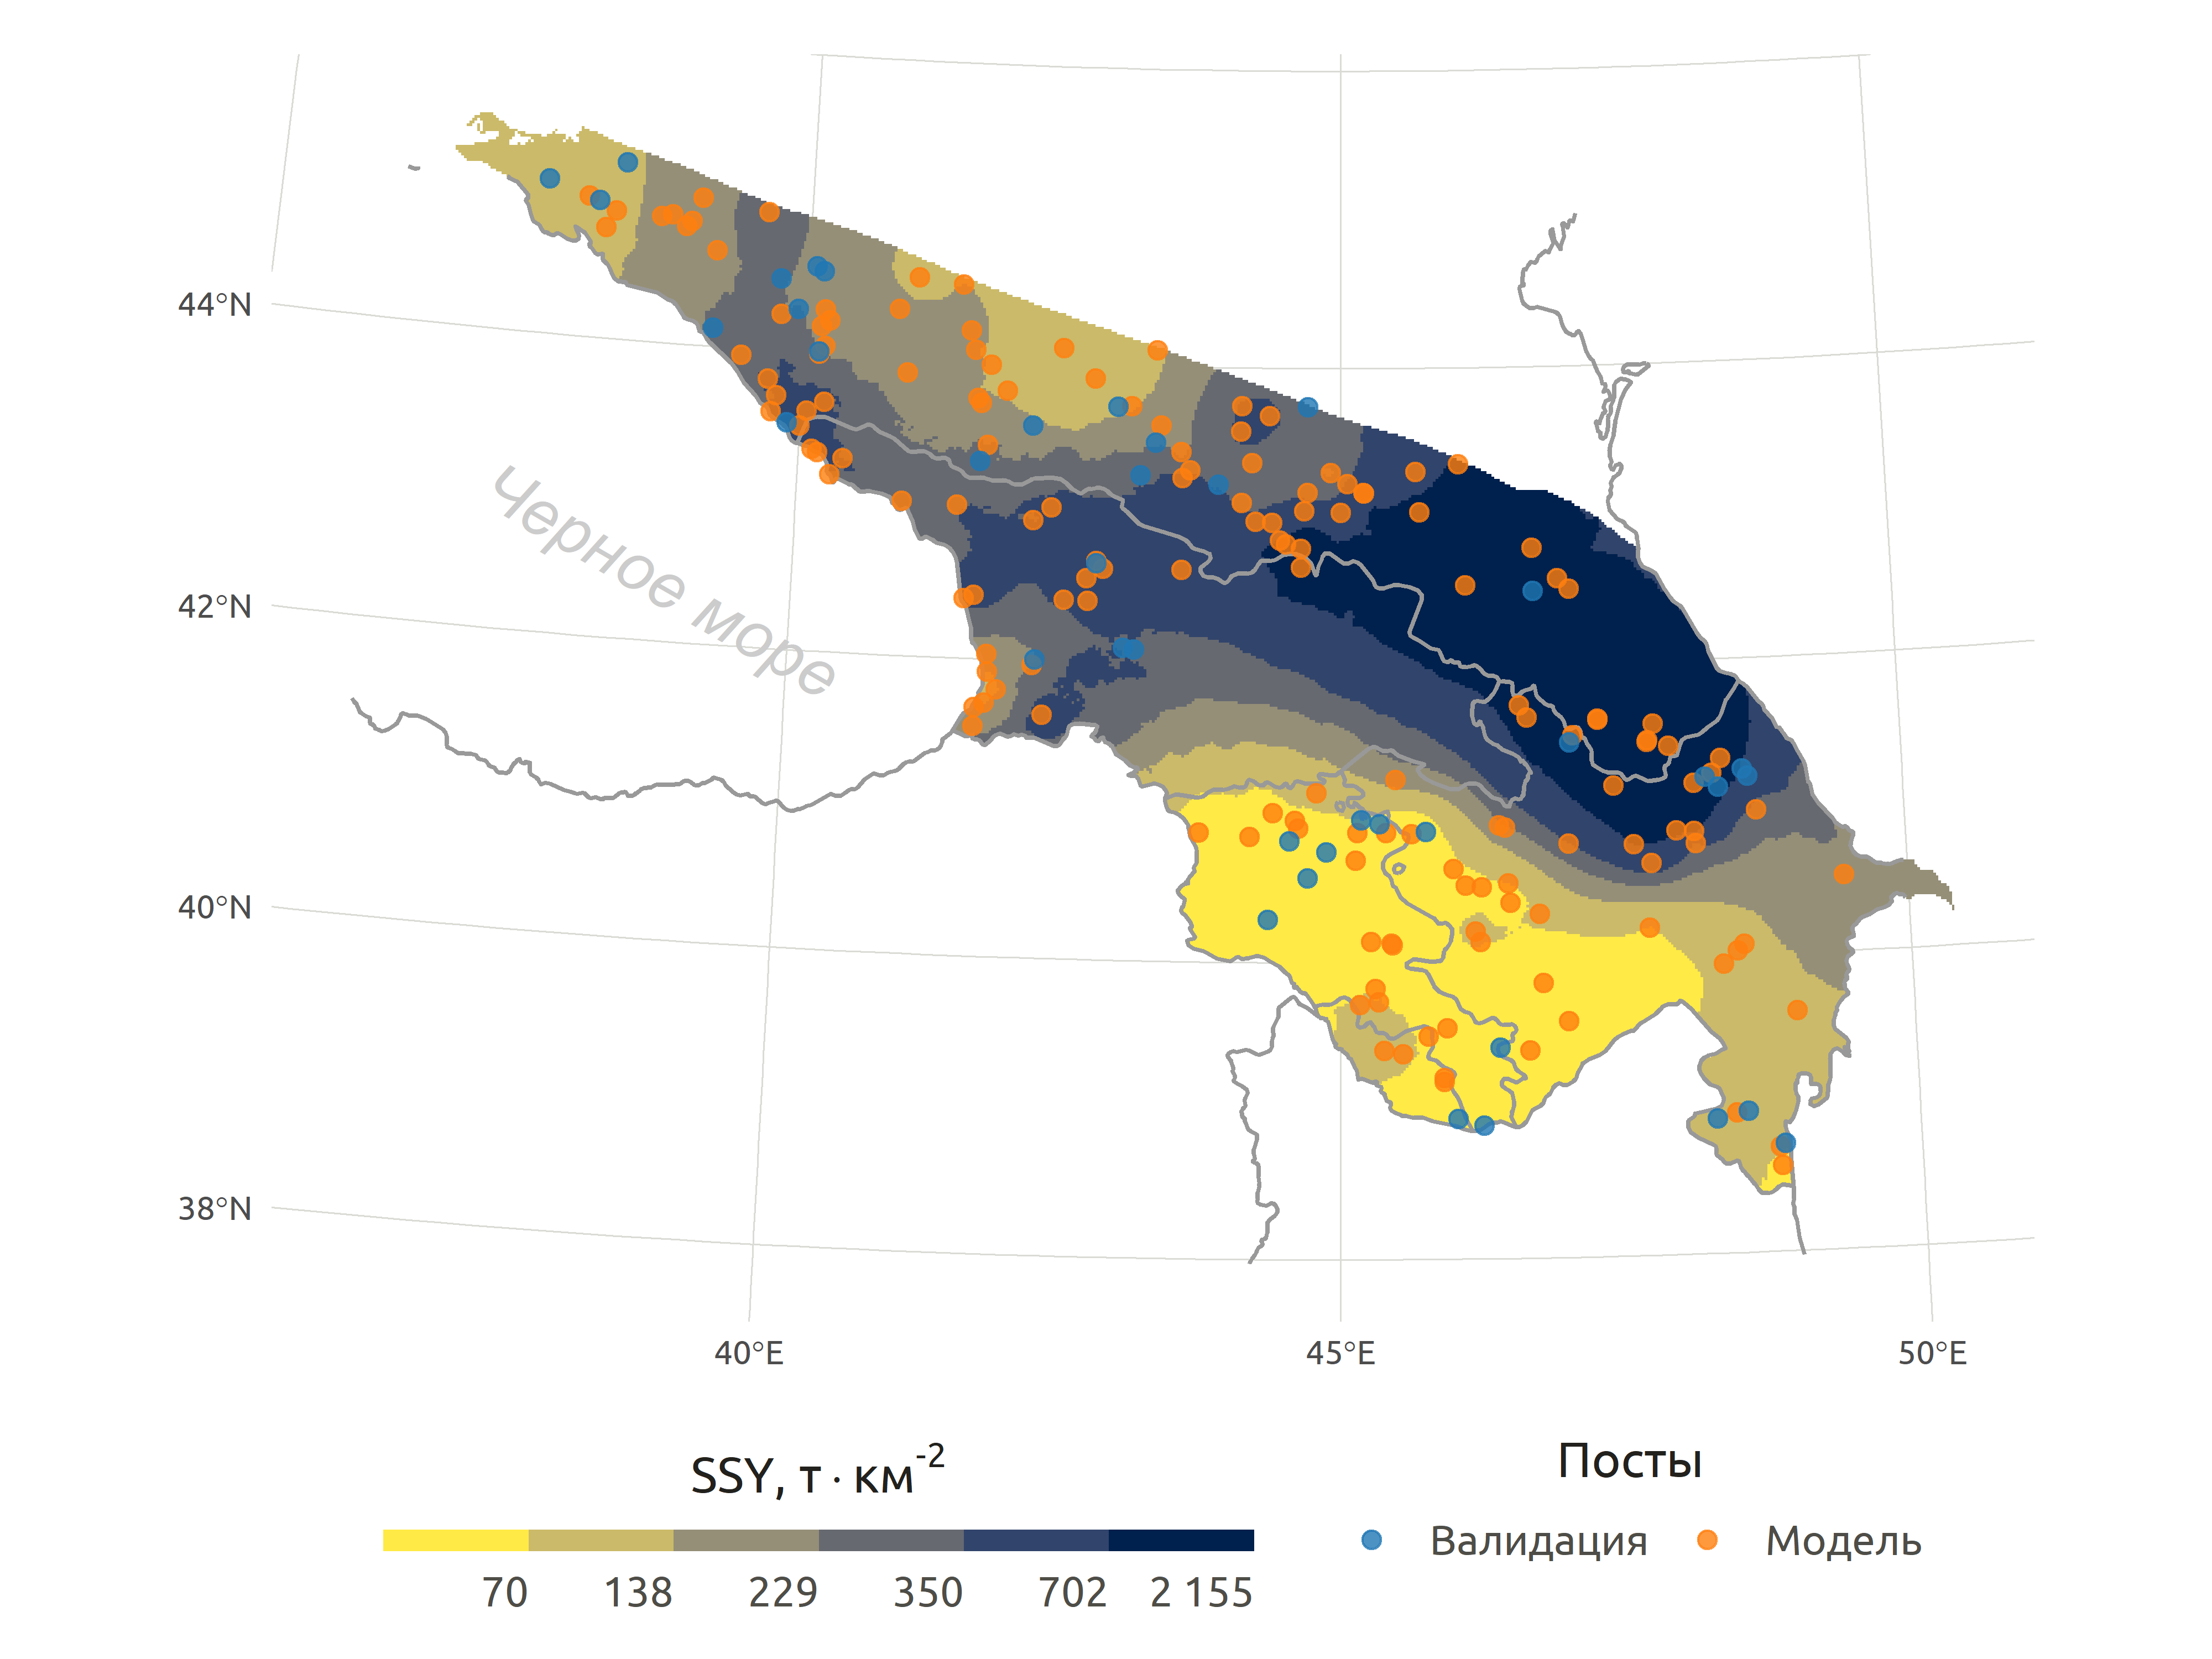 44°N
Черное море
42°N
40°N
38°N
40°E 45°E 50°E
SSY, т · км⁻²
70 138 229 350 702 2 155
Посты
Валидация Модель